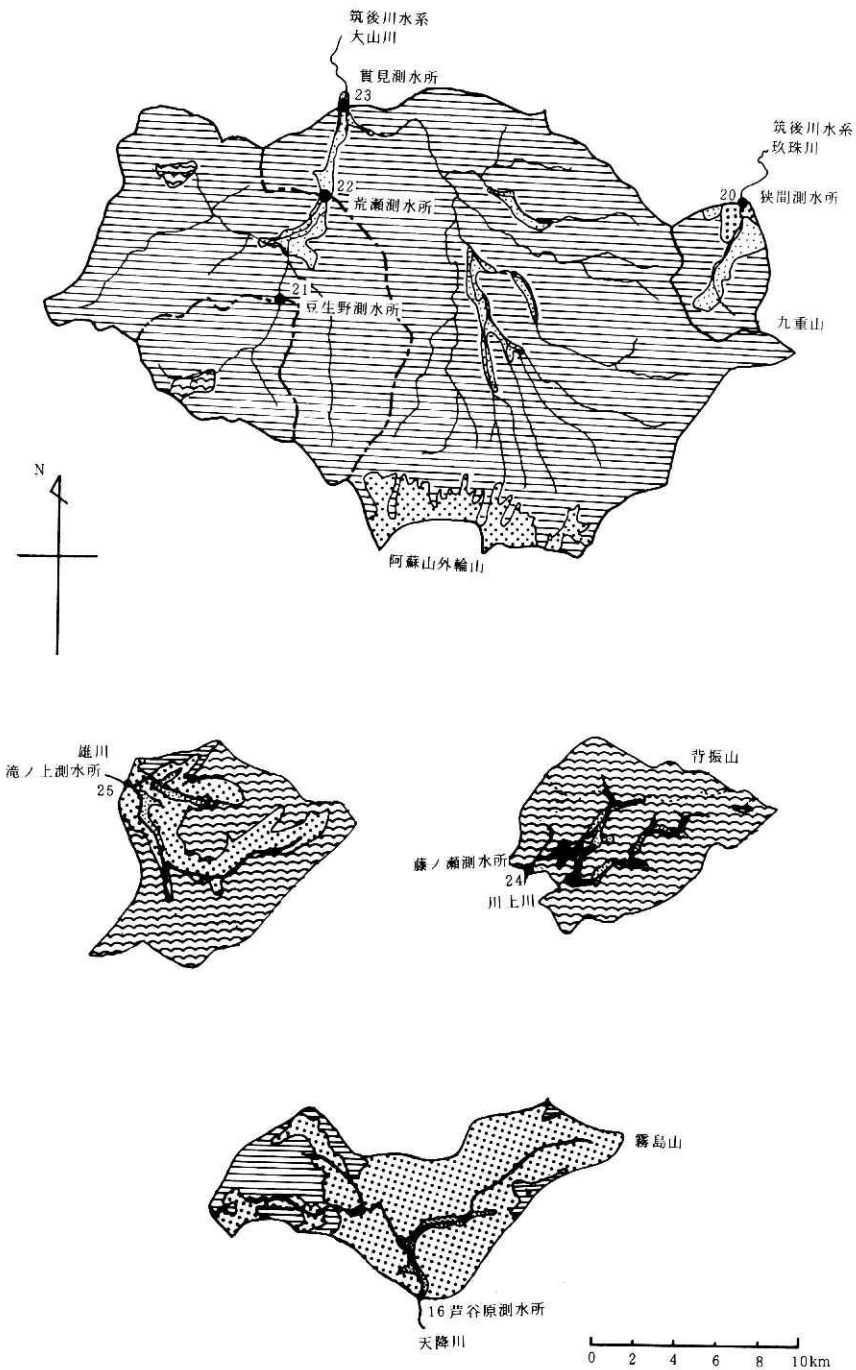 筑後川水系
大山川
貫見測水所
23
筑後川水系
玖珠川
20
狭間測水所
22
荒瀬測水所
21
豆生野測水所
九重山
N
阿蘇山外輪山
雄川
滝ノ上測水所
25
背振山
藤ノ瀬測水所
24
川上川
霧島山
16芦谷原測水所
天降川
0 2 4 6 8 10km